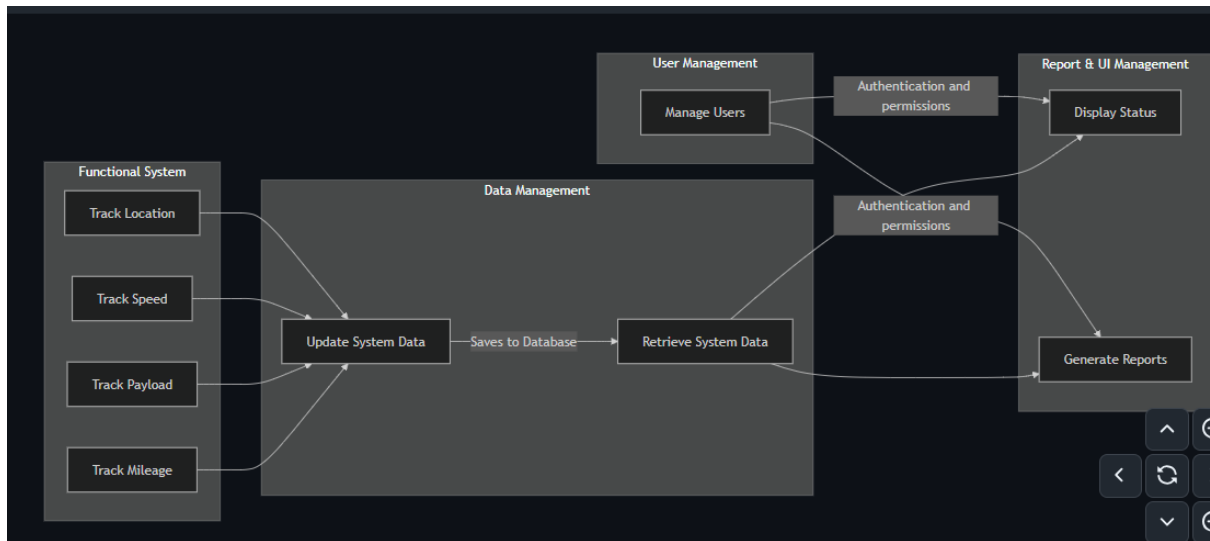 User Management
Report & UI Management
Manage Users
Authentication and
permissions
Display Status
Functional System
Track Location
Data Management
Authentication and
permissions
Track Speed
Update System Data
Saves to Database
Retrieve System Data
Generate Reports
Track Payload
Track Mileage